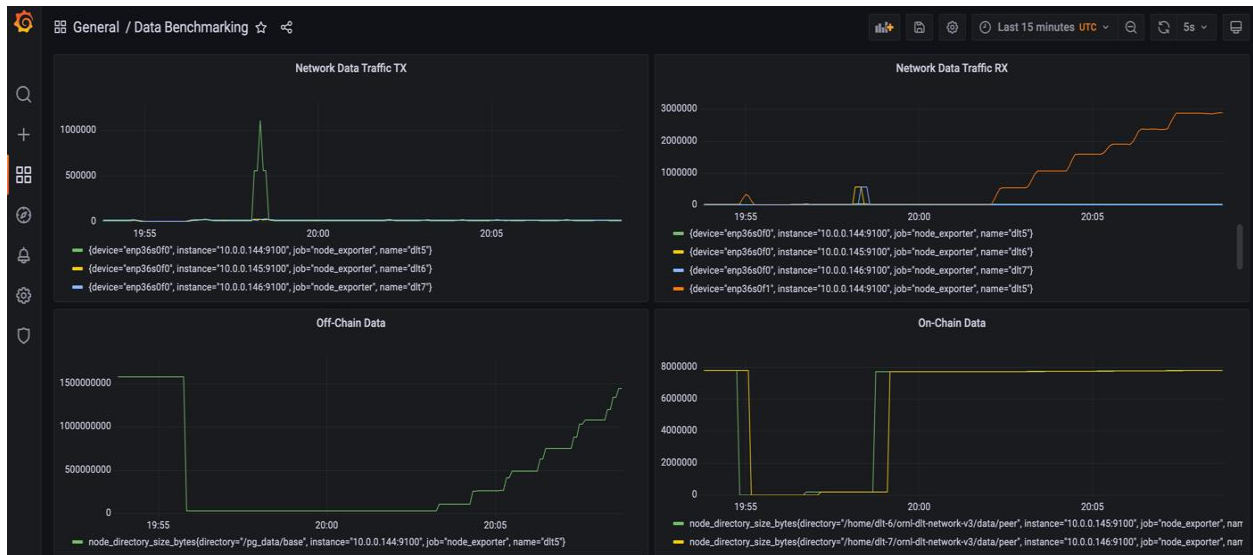 General / Data Benchmarking
Last 15 minutes UTC
5s
Network Data Traffic TX
1000000
500000
0
19:55 20:00 20:05
{device="enp36s0f0", instance="10.0.0.144:9100", job="node_exporter", name="dlt5"}
{device="enp36s0f0", instance="10.0.0.145:9100", job="node_exporter", name="dlt6"}
{device="enp36s0f0", instance="10.0.0.146:9100", job="node_exporter", name="dlt7"}
Network Data Traffic RX
3000000
2000000
1000000
0
19:55 20:00 20:05
{device="enp36s0f0", instance="10.0.0.144:9100", job="node_exporter", name="dlt5"}
{device="enp36s0f0", instance="10.0.0.145:9100", job="node_exporter", name="dlt6"}
{device="enp36s0f0", instance="10.0.0.146:9100", job="node_exporter", name="dlt7"}
{device="enp36s0f1", instance="10.0.0.144:9100", job="node_exporter", name="dlt5"}
Off-Chain Data
1500000000
1000000000
500000000
0
19:55 20:00 20:05
node_directory_size_bytes{directory="/pg_data/base", instance="10.0.0.144:9100", job="node_exporter", name="dlt5"}
On-Chain Data
8000000
6000000
4000000
2000000
0
19:55 20:00 20:05
node_directory_size_bytes{directory="/home/dlt-6/ornl-dlt-network-v3/data/peer", instance="10.0.0.145:9100", job="node_exporter", nam
node_directory_size_bytes{directory="/home/dlt-7/ornl-dlt-network-v3/data/peer", instance="10.0.0.146:9100", job="node_exporter", nam